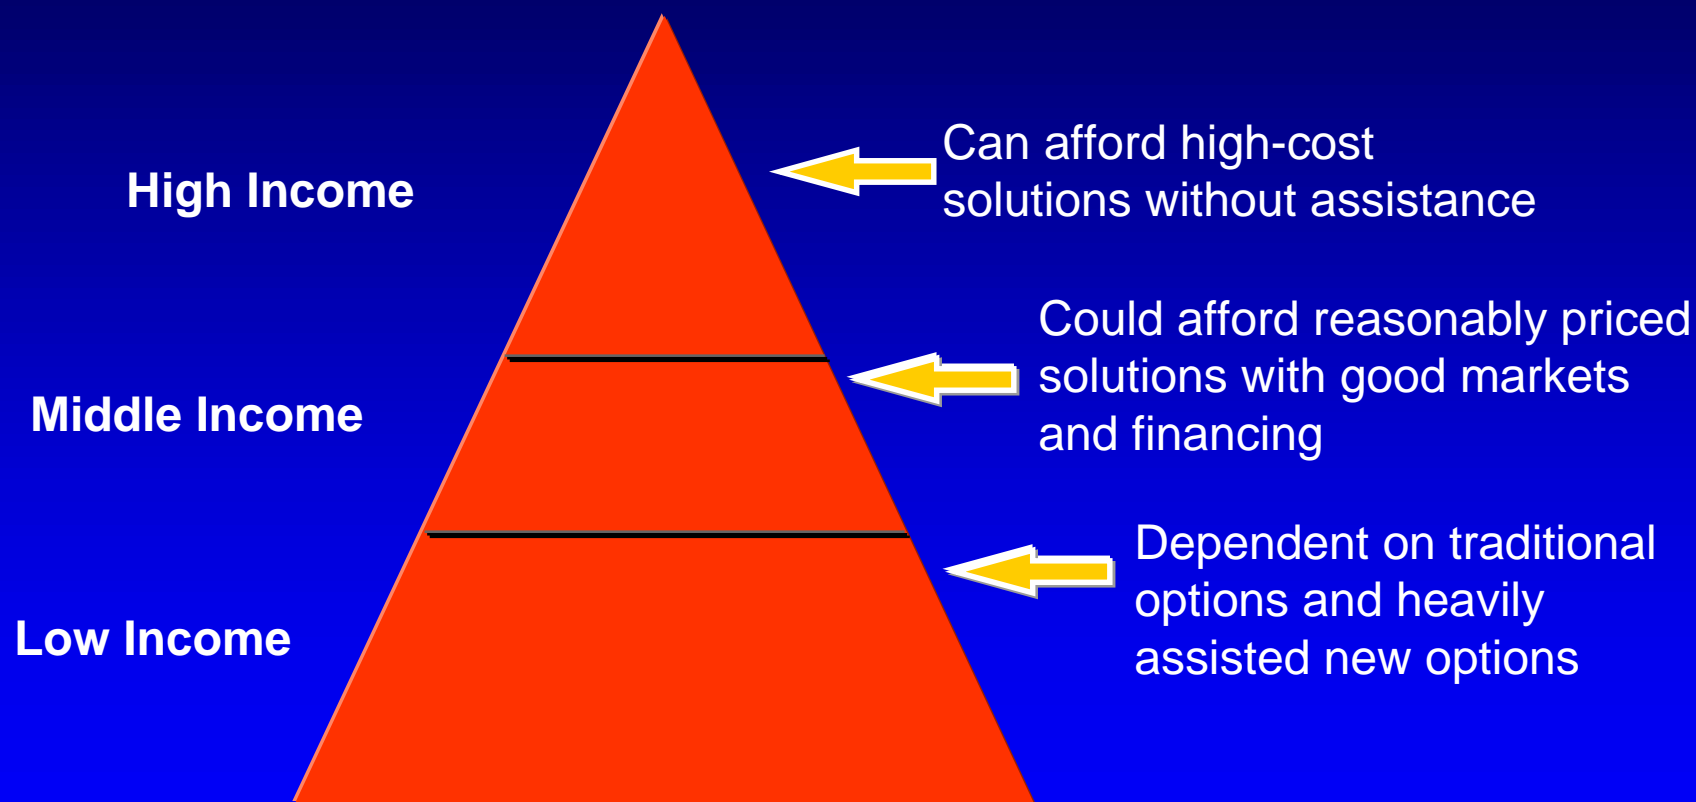 High Income
Can afford high-cost
solutions without assistance
Middle Income
Could afford reasonably priced
solutions with good markets
and financing
Low Income
Dependent on traditional
options and heavily
assisted new options